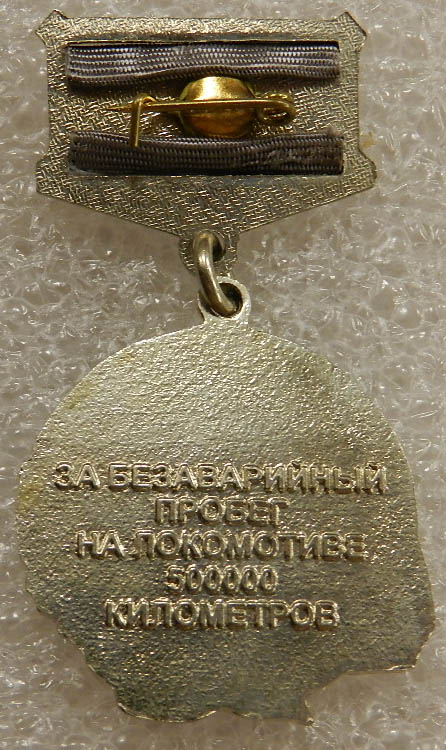 ЗА БЕЗАВАРИЙНЫЙ
ПРОБЕГ
НА ЛОКОМОТИВЕ
500000
КИЛОМЕТРОВ